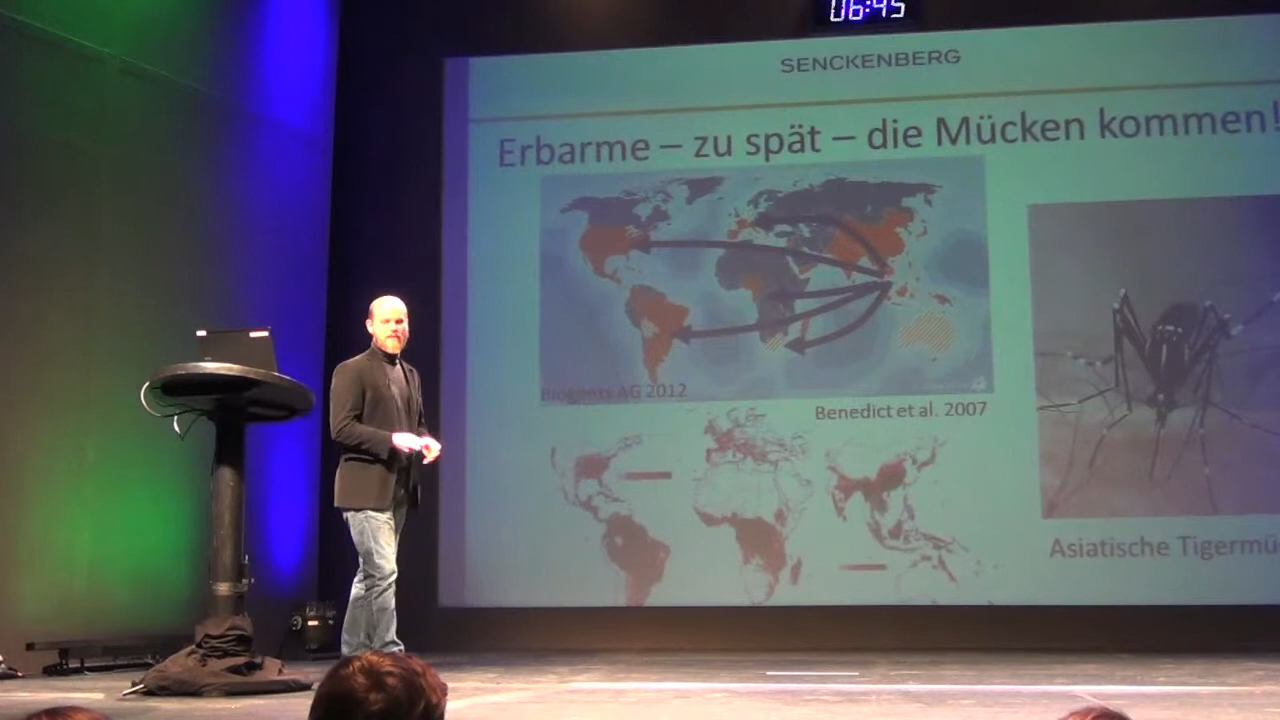 06:45
SENCKENBERG
Erbarme – zu spät – die Mücken kommen!
Biogents AG 2012
Benedict et al. 2007
Asiatische Tigermü